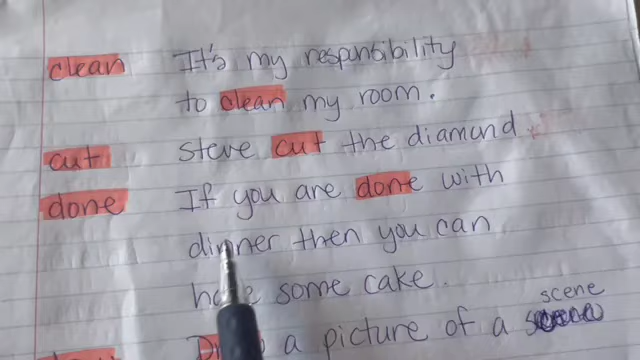 clean It's my responsibility
to clean my room.
cut Steve cut the diamond
done If you are done with
dinner then you can
have some cake.
scene
a picture of a